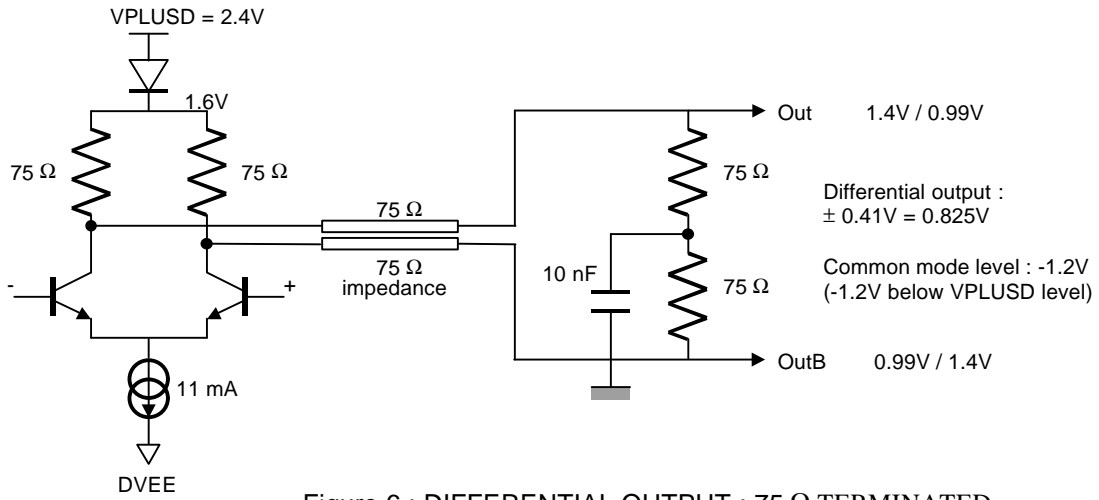 VPLUSD = 2.4V
1.6V
75 Ω
75 Ω
75 Ω
75 Ω
impedance
-
+
11 mA
DVEE
10 nF
75 Ω
75 Ω
Out 1.4V / 0.99V
Differential output :
± 0.41V = 0.825V
Common mode level : -1.2V
(-1.2V below VPLUSD level)
OutB 0.99V / 1.4V
Figure 6 : DIFFERENTIAL OUTPUT : 75 Ω TERMINATED